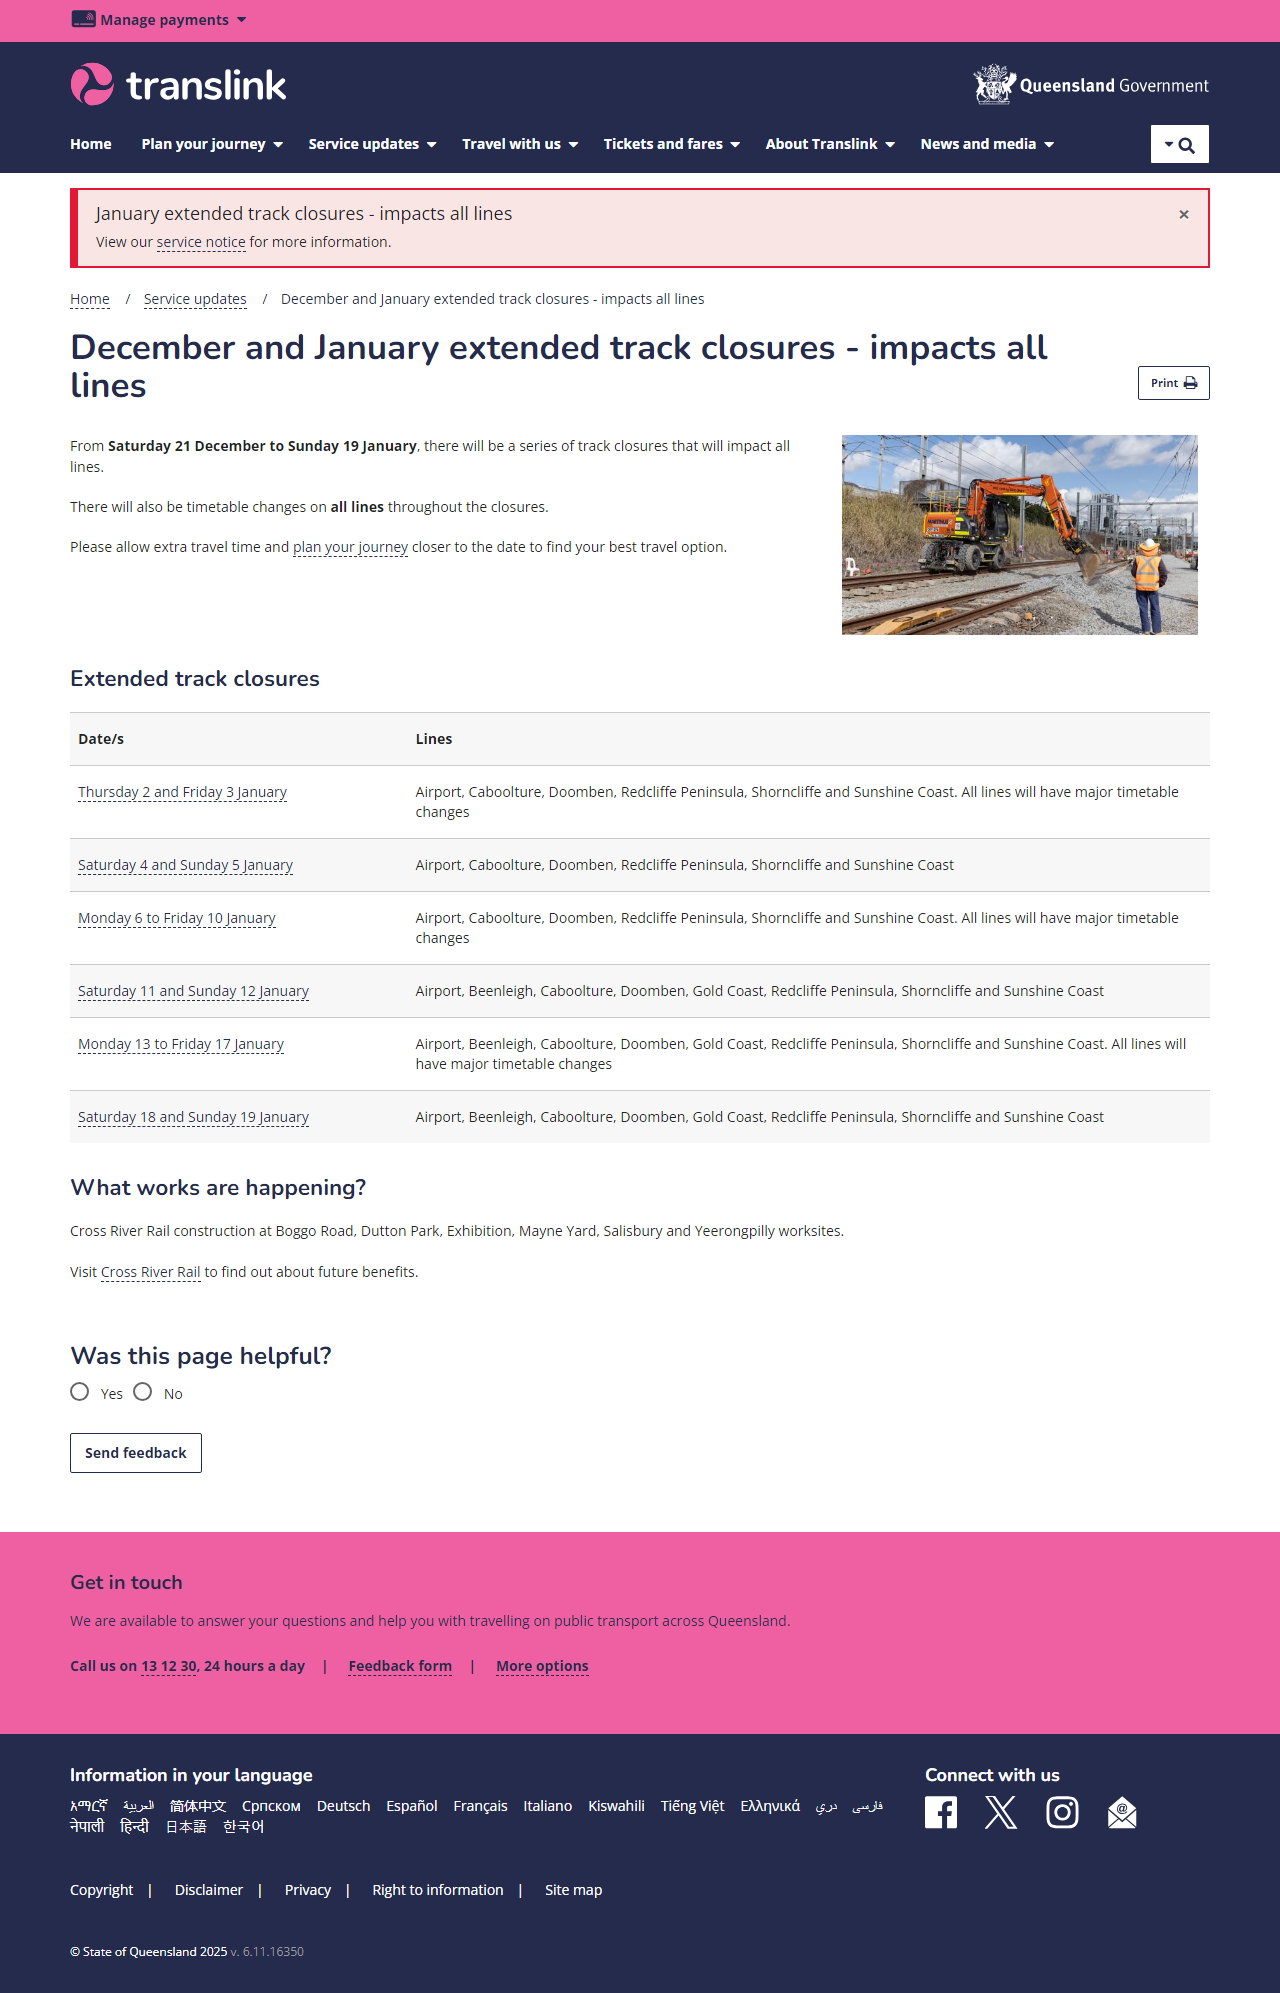 Manage payments
translink
Queensland Government
Home Plan your journey Service updates Travel with us Tickets and fares About Translink News and media
January extended track closures - impacts all lines ×
View our service notice for more information.
Home / Service updates / December and January extended track closures - impacts all lines
December and January extended track closures - impacts all
lines
Print
From Saturday 21 December to Sunday 19 January, there will be a series of track closures that will impact all
lines.
There will also be timetable changes on all lines throughout the closures.
Please allow extra travel time and plan your journey closer to the date to find your best travel option.
Extended track closures
Date/s Lines
Thursday 2 and Friday 3 January Airport, Caboolture, Doomben, Redcliffe Peninsula, Shorncliffe and Sunshine Coast. All lines will have major timetable
changes
Saturday 4 and Sunday 5 January Airport, Caboolture, Doomben, Redcliffe Peninsula, Shorncliffe and Sunshine Coast
Monday 6 to Friday 10 January Airport, Caboolture, Doomben, Redcliffe Peninsula, Shorncliffe and Sunshine Coast. All lines will have major timetable
changes
Saturday 11 and Sunday 12 January Airport, Beenleigh, Caboolture, Doomben, Gold Coast, Redcliffe Peninsula, Shorncliffe and Sunshine Coast
Monday 13 to Friday 17 January Airport, Beenleigh, Caboolture, Doomben, Gold Coast, Redcliffe Peninsula, Shorncliffe and Sunshine Coast. All lines will
have major timetable changes
Saturday 18 and Sunday 19 January Airport, Beenleigh, Caboolture, Doomben, Gold Coast, Redcliffe Peninsula, Shorncliffe and Sunshine Coast
What works are happening?
Cross River Rail construction at Boggo Road, Dutton Park, Exhibition, Mayne Yard, Salisbury and Yeerongpilly worksites.
Visit Cross River Rail to find out about future benefits.
Was this page helpful?
Yes No
Send feedback
Get in touch
We are available to answer your questions and help you with travelling on public transport across Queensland.
Call us on 13 12 30, 24 hours a day | Feedback form | More options
Information in your language
አማርኛ العربية 简体中文 Српском Deutsch Español Français Italiano Kiswahili Tiếng Việt Ελληνικά دري فارسی
नेपाली हिन्दी 日本語 한국어
Connect with us
Copyright | Disclaimer | Privacy | Right to information | Site map
© State of Queensland 2025 v. 6.11.16350